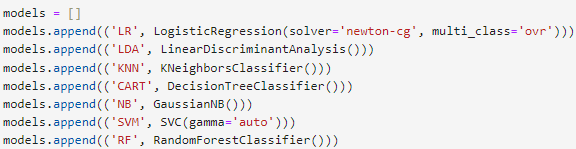 models = []
models.append(('LR', LogisticRegression(solver='newton-cg', multi_class='ovr')))
models.append(('LDA', LinearDiscriminantAnalysis()))
models.append(('KNN', KNeighborsClassifier()))
models.append(('CART', DecisionTreeClassifier()))
models.append(('NB', GaussianNB()))
models.append(('SVM', SVC(gamma='auto')))
models.append(('RF', RandomForestClassifier()))